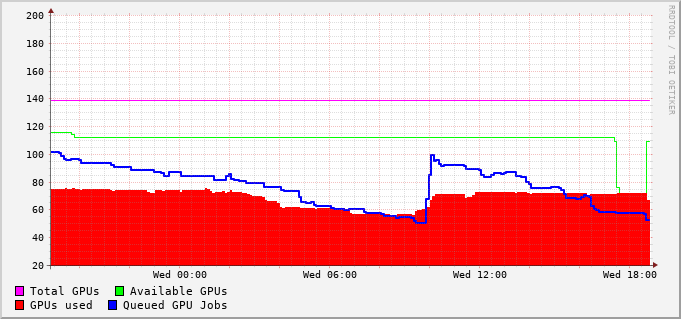 200
180
160
140
120
100
80
60
40
20
Wed 00:00 Wed 06:00 Wed 12:00 Wed 18:00
Total GPUs Available GPUs
GPUs used Queued GPU Jobs
RRDTOOL / TOBI OETIKER